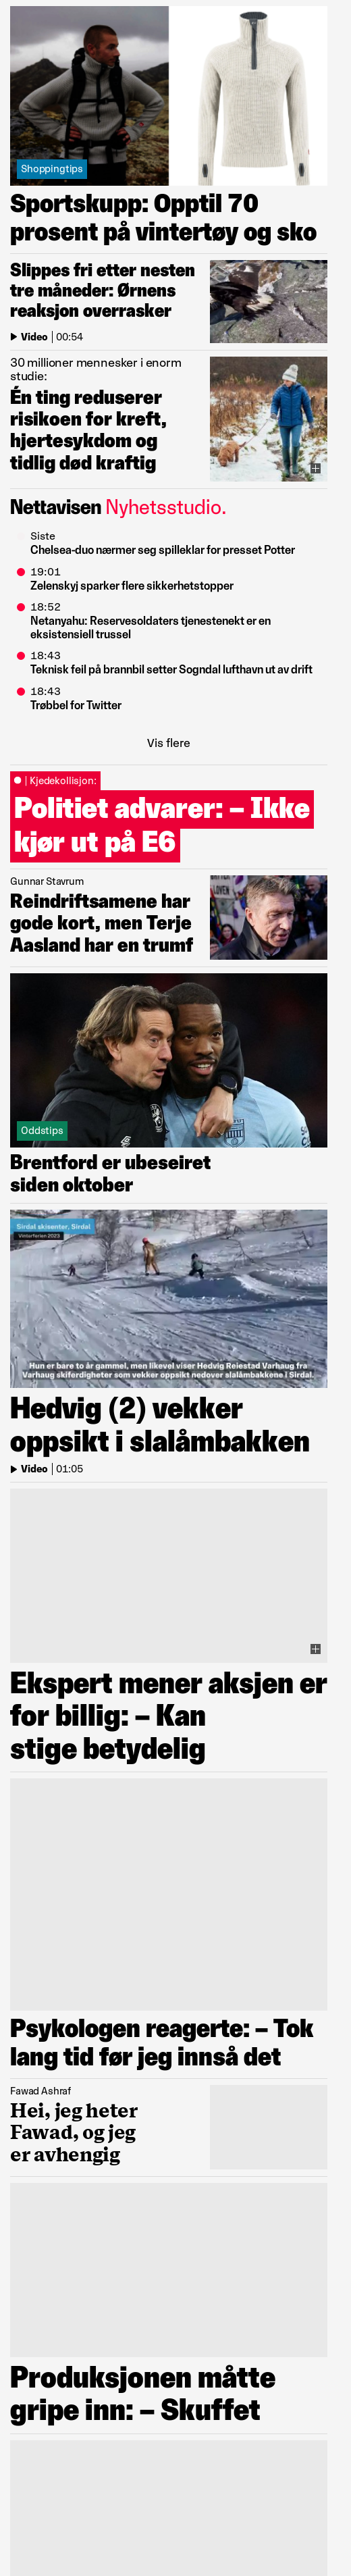 Shoppingtips
Sportskupp: Opptil 70
prosent på vintertøy og sko
Slippes fri etter nesten
tre måneder: Ørnens
reaksjon overrasker
Video | 00:54
30 millioner mennesker i enorm
studie:
Én ting reduserer
risikoen for kreft,
hjertesykdom og
tidlig død kraftig
Nettavisen Nyhetsstudio.
Siste
Chelsea-duo nærmer seg spilleklar for presset Potter
19:01
Zelenskyj sparker flere sikkerhetstopper
18:52
Netanyahu: Reservesoldaters tjenestenekt er en
eksistensiell trussel
18:43
Teknisk feil på brannbil setter Sogndal lufthavn ut av drift
18:43
Trøbbel for Twitter
Vis flere
| Kjedekollisjon:
Politiet advarer: – Ikke
kjør ut på E6
Gunnar Stavrum
Reindriftsamene har
gode kort, men Terje
Aasland har en trumf
Oddstips
Brentford er ubeseiret
siden oktober
Sirdal skisenter, Sirdal
Vinterferien 2023
Hun er bare to år gammel, men likevel viser Hedvig Reiestad Varhaug fra
Varhaug skiferdigheter som vekker oppsikt nedover slalåmbakkene i Sirdal.
Hedvig (2) vekker
oppsikt i slalåmbakken
Video | 01:05
Ekspert mener aksjen er
for billig: – Kan
stige betydelig
Psykologen reagerte: – Tok
lang tid før jeg innså det
Fawad Ashraf
Hei, jeg heter
Fawad, og jeg
er avhengig
Produksjonen måtte
gripe inn: – Skuffet